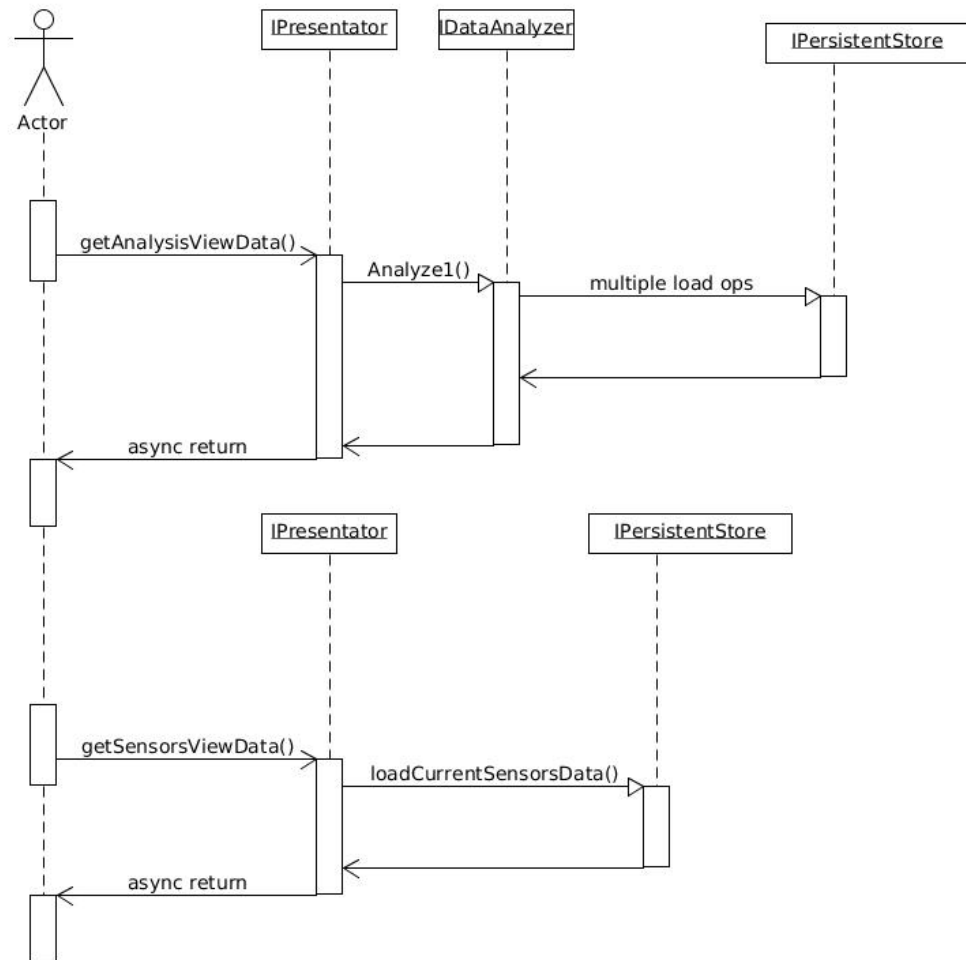 IPresentator
IDataAnalyzer
IPersistentStore
Actor
getAnalysisViewData()
Analyze1()
multiple load ops
async return
IPresentator
IPersistentStore
getSensorsViewData()
loadCurrentSensorsData()
async return